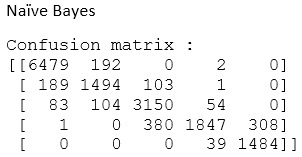 Naïve Bayes
Confusion matrix :
[[6479 192 0 2 0]
[ 189 1494 103 1 0]
[ 83 104 3150 54 0]
[ 1 0 380 1847 308]
[ 0 0 0 39 1484]]